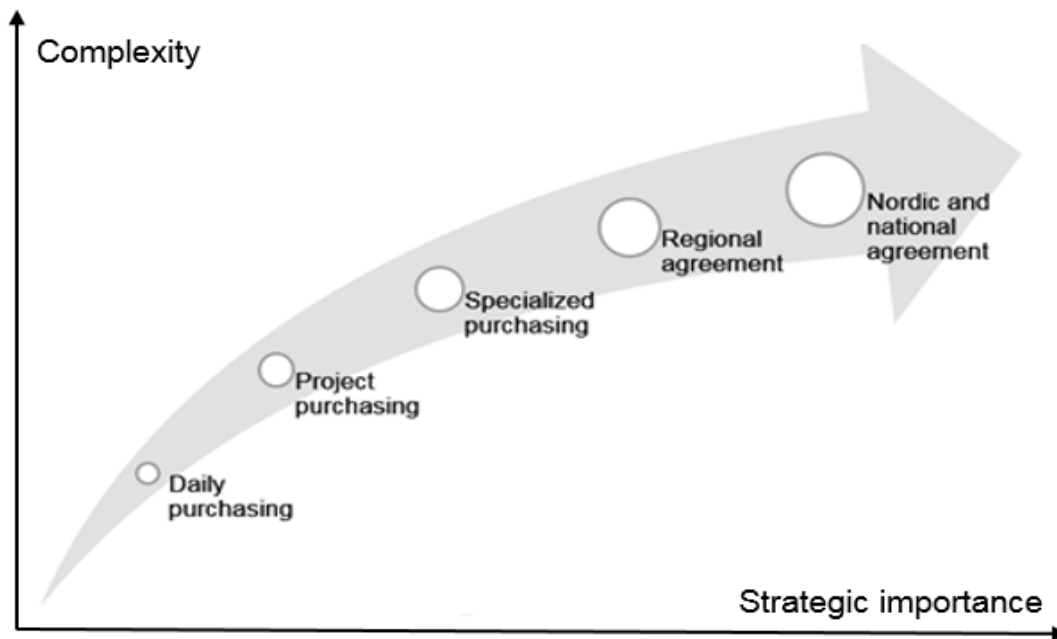 Complexity
Nordic and
national
agreement
Regional
agreement
Specialized
purchasing
Project
purchasing
Daily
purchasing
Strategic importance